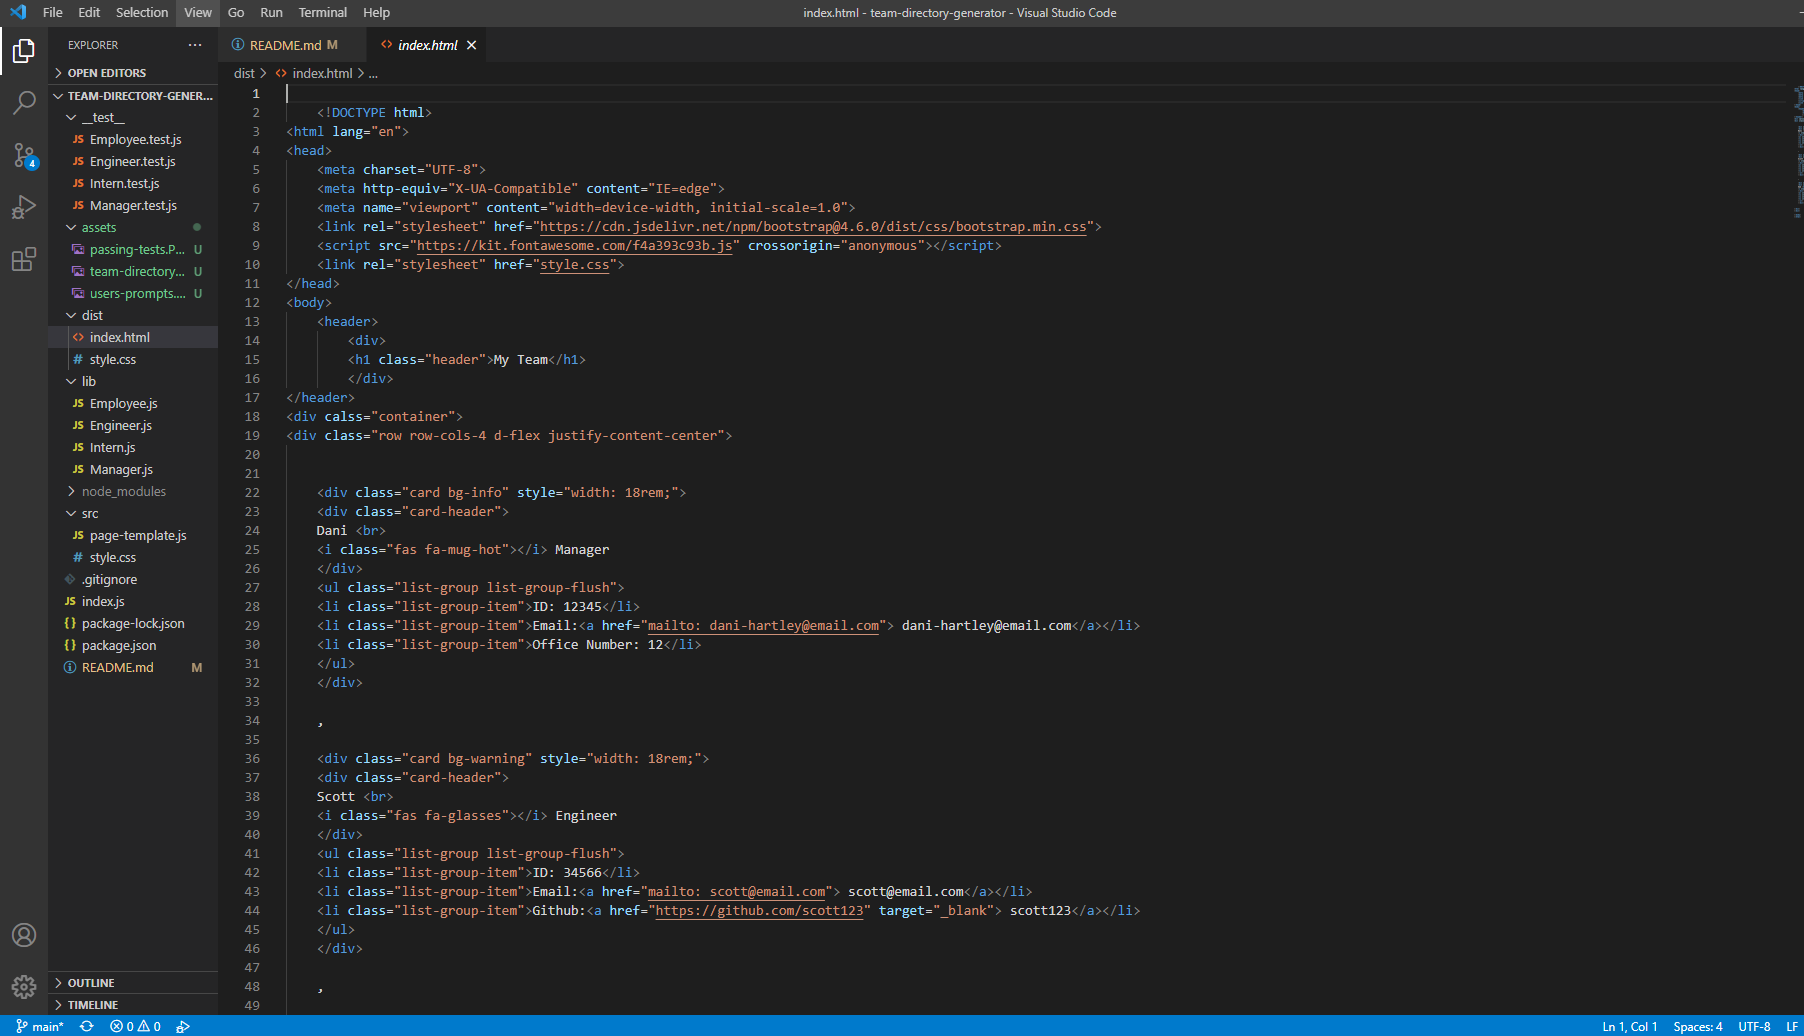 File Edit Selection View Go Run Terminal Help
index.html - team-directory-generator - Visual Studio Code
EXPLORER ...
OPEN EDITORS
TEAM-DIRECTORY-GENER...
__test__
JS Employee.test.js
JS Engineer.test.js
JS Intern.test.js
JS Manager.test.js
assets
passing-tests.P... U
team-directory... U
users-prompts.... U
dist
<> index.html
# style.css
lib
JS Employee.js
JS Engineer.js
JS Intern.js
JS Manager.js
node_modules
src
JS page-template.js
# style.css
.gitignore
JS index.js
{} package-lock.json
{} package.json
README.md M
OUTLINE
TIMELINE
4
README.md M
<> index.html
dist > <> index.html > ...
1
2 <!DOCTYPE html>
3 <html lang="en">
4 <head>
5 <meta charset="UTF-8">
6 <meta http-equiv="X-UA-Compatible" content="IE=edge">
7 <meta name="viewport" content="width=device-width, initial-scale=1.0">
8 <link rel="stylesheet" href="https://cdn.jsdelivr.net/npm/bootstrap@4.6.0/dist/css/bootstrap.min.css">
9 <script src="https://kit.fontawesome.com/f4a393c93b.js" crossorigin="anonymous"></script>
10 <link rel="stylesheet" href="style.css">
11 </head>
12 <body>
13 <header>
14 <div>
15 <h1 class="header">My Team</h1>
16 </div>
17 </header>
18 <div calss="container">
19 <div class="row row-cols-4 d-flex justify-content-center">
20
21
22 <div class="card bg-info" style="width: 18rem;">
23 <div class="card-header">
24 Dani <br>
25 <i class="fas fa-mug-hot"></i> Manager
26 </div>
27 <ul class="list-group list-group-flush">
28 <li class="list-group-item">ID: 12345</li>
29 <li class="list-group-item">Email:<a href="mailto: dani-hartley@email.com"> dani-hartley@email.com</a></li>
30 <li class="list-group-item">Office Number: 12</li>
31 </ul>
32 </div>
33
34 ,
35
36 <div class="card bg-warning" style="width: 18rem;">
37 <div class="card-header">
38 Scott <br>
39 <i class="fas fa-glasses"></i> Engineer
40 </div>
41 <ul class="list-group list-group-flush">
42 <li class="list-group-item">ID: 34566</li>
43 <li class="list-group-item">Email:<a href="mailto: scott@email.com"> scott@email.com</a></li>
44 <li class="list-group-item">Github:<a href="https://github.com/scott123" target="_blank"> scott123</a></li>
45 </ul>
46 </div>
47
48 ,
49
main* 0 0
Ln 1, Col 1 Spaces: 4 UTF-8 LF